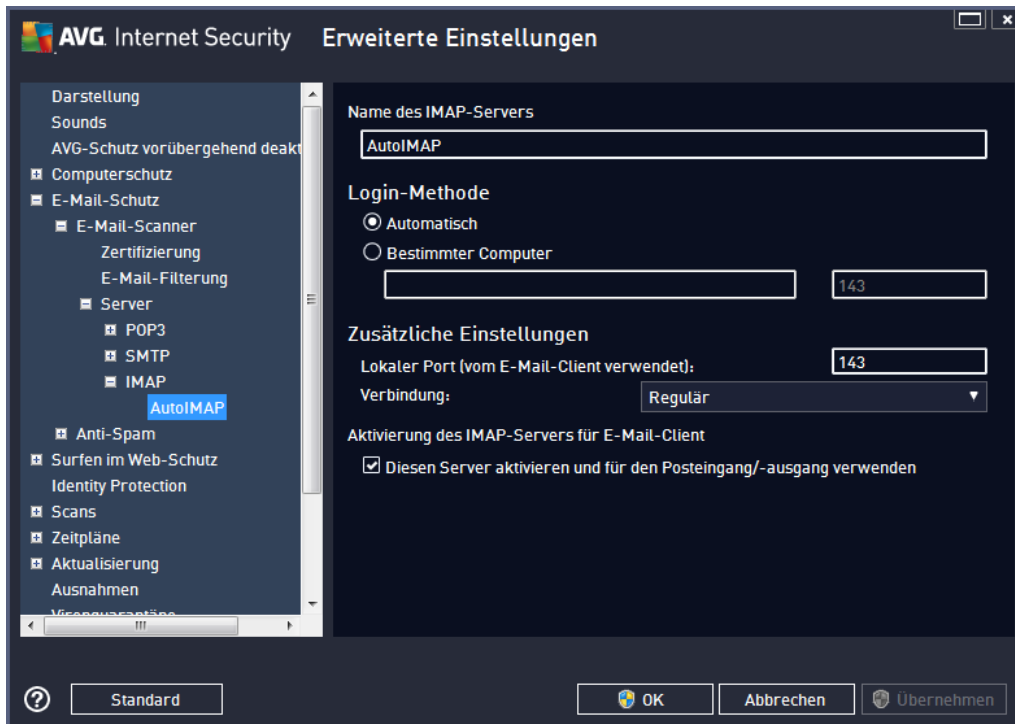 AVG. Internet Security Erweiterte Einstellungen
Darstellung
Sounds
AVG-Schutz vorübergehend deakt
Computerschutz
E-Mail-Schutz
E-Mail-Scanner
Zertifizierung
E-Mail-Filterung
Server
POP3
SMTP
IMAP
AutoIMAP
Anti-Spam
Surfen im Web-Schutz
Identity Protection
Scans
Zeitpläne
Aktualisierung
Ausnahmen
Virenquarantäne
Name des IMAP-Servers
AutoIMAP
Login-Methode
Automatisch
Bestimmter Computer
143
Zusätzliche Einstellungen
Lokaler Port (vom E-Mail-Client verwendet): 143
Verbindung: Regulär
Aktivierung des IMAP-Servers für E-Mail-Client
Diesen Server aktivieren und für den Posteingang/-ausgang verwenden
? Standard OK Abbrechen Übernehmen